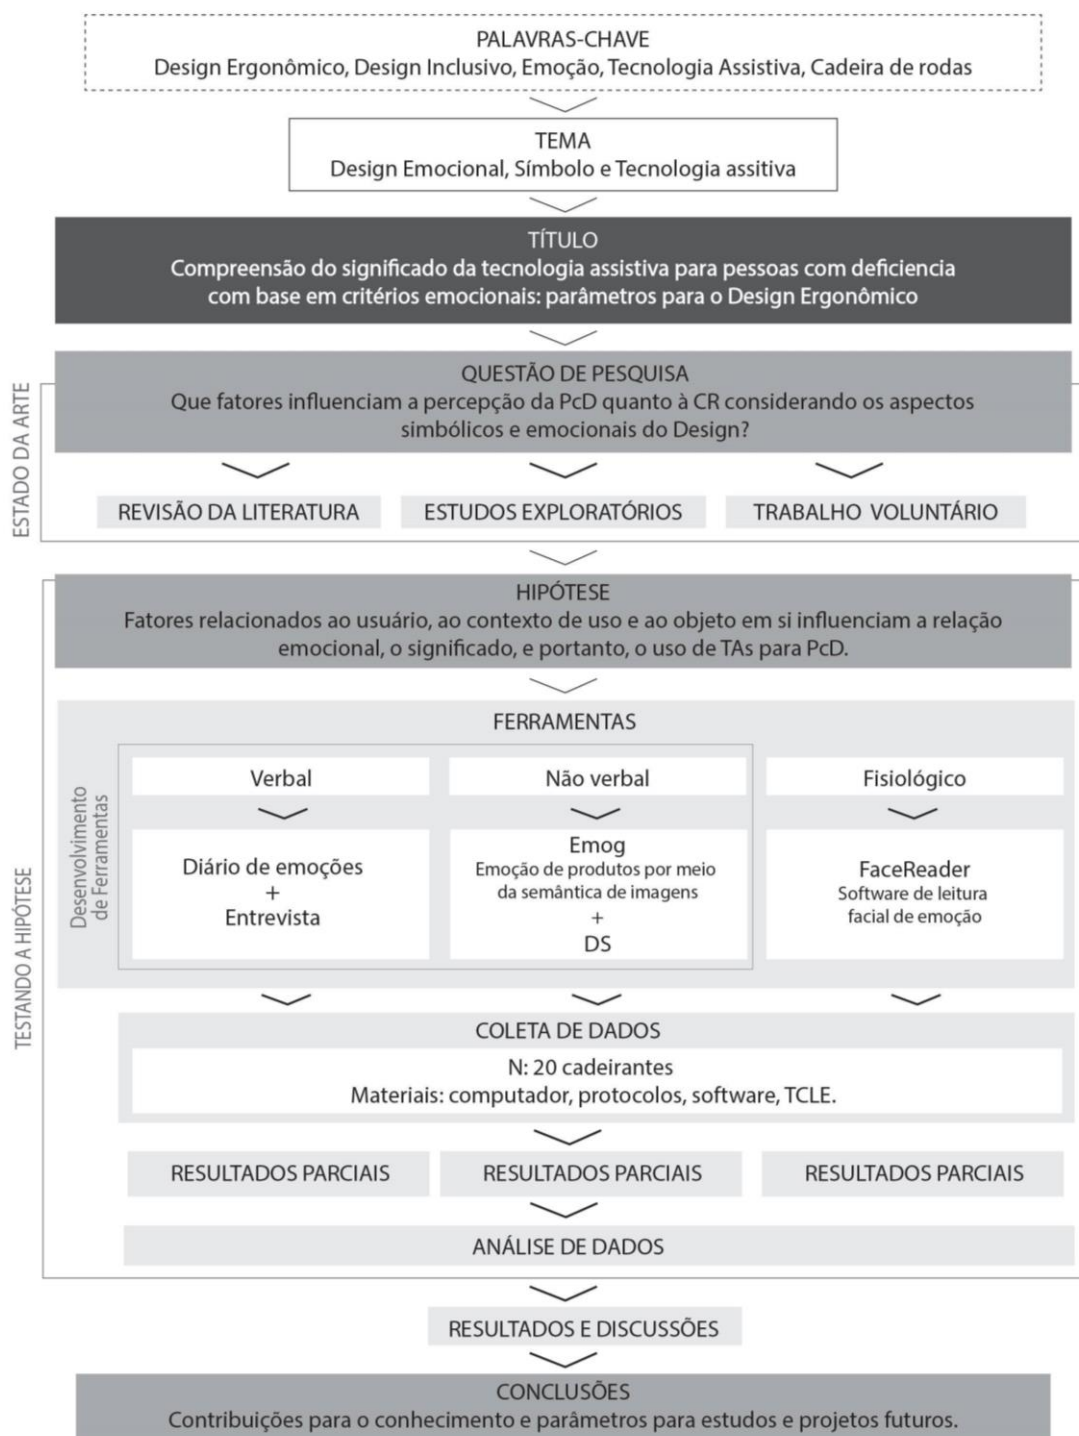 PALAVRAS-CHAVE
Design Ergonômico, Design Inclusivo, Emoção, Tecnologia Assistiva, Cadeira de rodas
TEMA
Design Emocional, Símbolo e Tecnologia assitiva
TÍTULO
Compreensão do significado da tecnologia assistiva para pessoas com deficiencia
com base em critérios emocionais: parâmetros para o Design Ergonômico
ESTADO DA ARTE
QUESTÃO DE PESQUISA
Que fatores influenciam a percepção da PcD quanto à CR considerando os aspectos
simbólicos e emocionais do Design?
REVISÃO DA LITERATURA
ESTUDOS EXPLORATÓRIOS
TRABALHO VOLUNTÁRIO
TESTANDO A HIPÓTESE
HIPÓTESE
Fatores relacionados ao usuário, ao contexto de uso e ao objeto em si influenciam a relação
emocional, o significado, e portanto, o uso de TAs para PcD.
FERRAMENTAS
Desenvolvimento
de Ferramentas
Verbal
Diário de emoções
+
Entrevista
Não verbal
Emog
Emoção de produtos por meio
da semântica de imagens
+
DS
Fisiológico
FaceReader
Software de leitura
facial de emoção
COLETA DE DADOS
N: 20 cadeirantes
Materiais: computador, protocolos, software, TCLE.
RESULTADOS PARCIAIS
RESULTADOS PARCIAIS
RESULTADOS PARCIAIS
ANÁLISE DE DADOS
RESULTADOS E DISCUSSÕES
CONCLUSÕES
Contribuições para o conhecimento e parâmetros para estudos e projetos futuros.